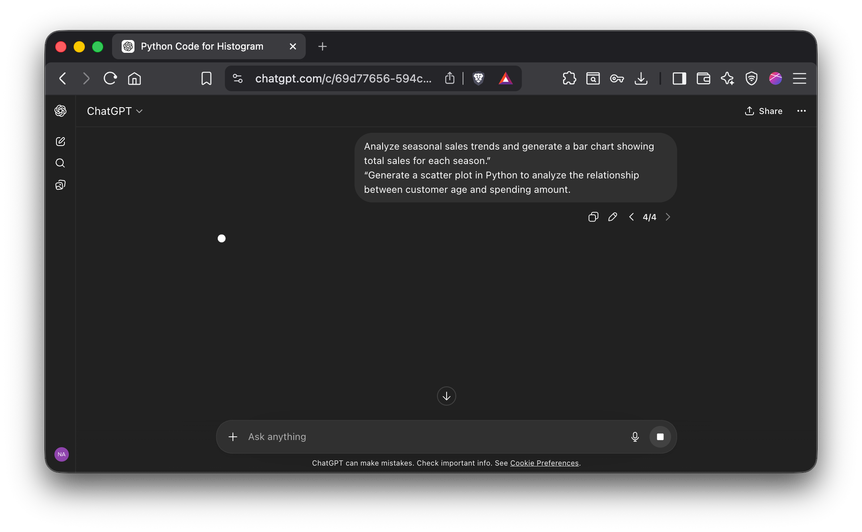 Python Code for Histogram
chatgpt.com/c/69d77656-594c...
ChatGPT
Share
Analyze seasonal sales trends and generate a bar chart showing
total sales for each season.”
“Generate a scatter plot in Python to analyze the relationship
between customer age and spending amount.
4/4
Ask anything
NA
ChatGPT can make mistakes. Check important info. See Cookie Preferences.